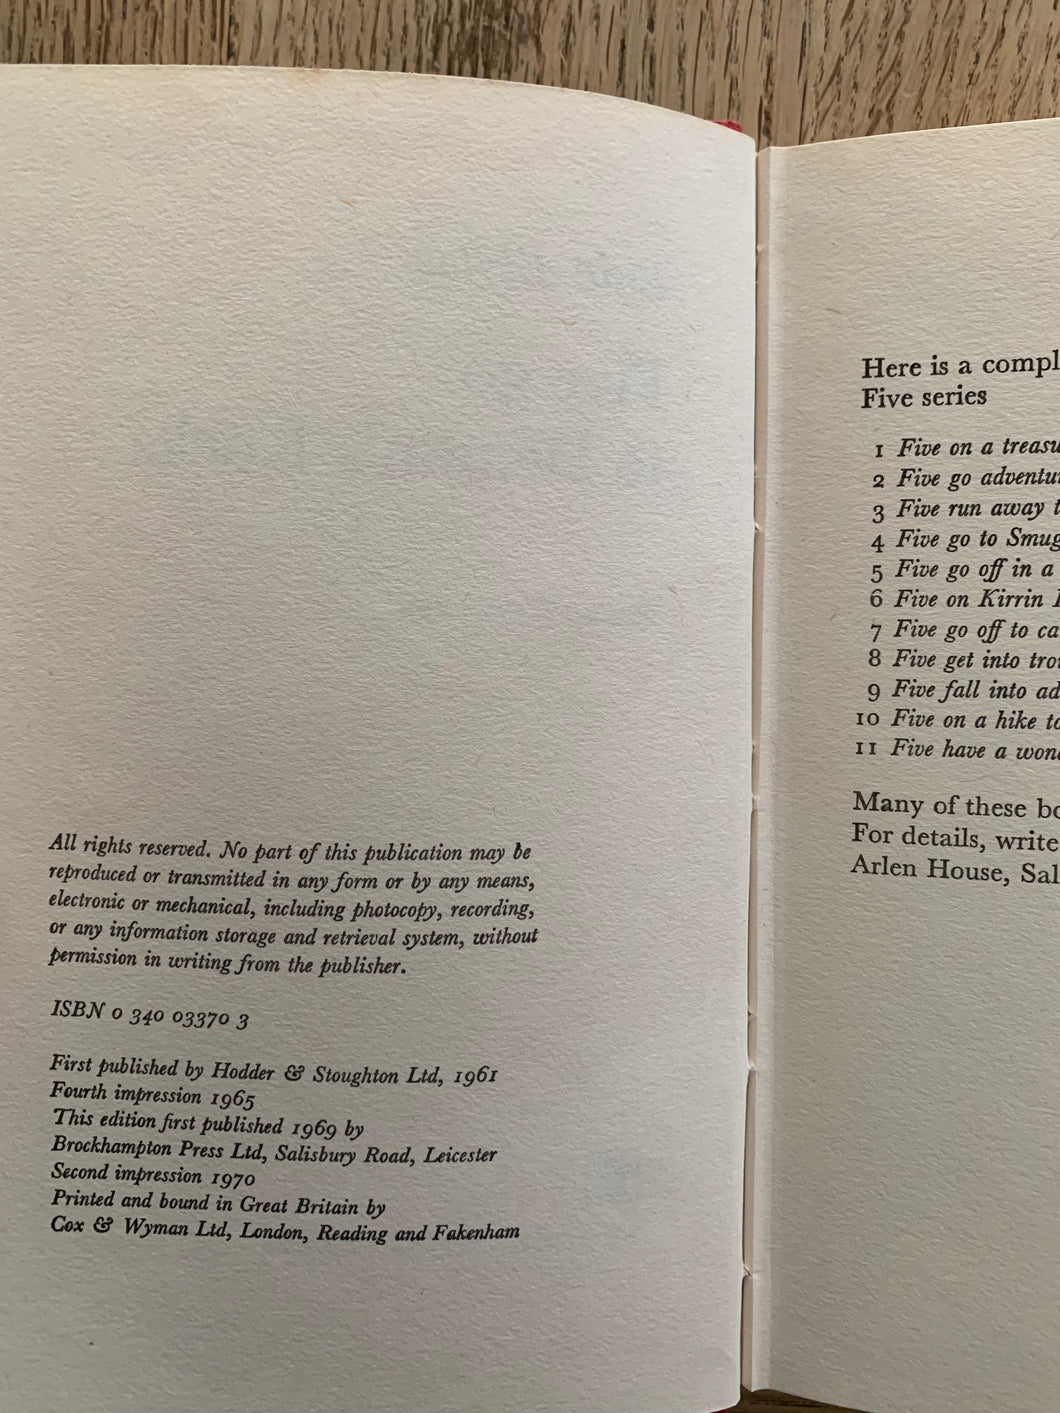 All rights reserved. No part of this publication may be
reproduced or transmitted in any form or by any means,
electronic or mechanical, including photocopy, recording,
or any information storage and retrieval system, without
permission in writing from the publisher.
ISBN 0 340 03370 3
First published by Hodder & Stoughton Ltd, 1961
Fourth impression 1965
This edition first published 1969 by
Brockhampton Press Ltd, Salisbury Road, Leicester
Second impression 1970
Printed and bound in Great Britain by
Cox & Wyman Ltd, London, Reading and Fakenham
Here is a compl
Five series
1 Five on a treasu
2 Five go adventu
3 Five run away t
4 Five go to Smug
5 Five go off in a
6 Five on Kirrin I
7 Five go off to ca
8 Five get into tro
9 Five fall into ad
10 Five on a hike to
11 Five have a won
Many of these bo
For details, write
Arlen House, Sal